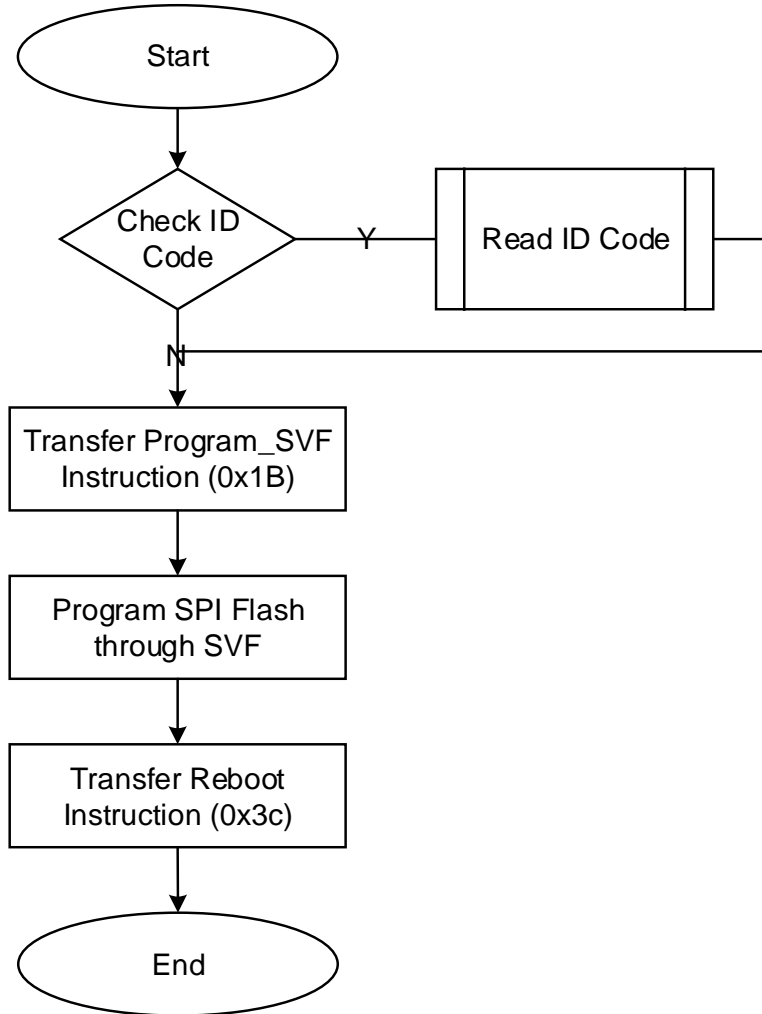 Start
Check ID
Code
Y
Read ID Code
N
Transfer Program_SVF
Instruction (0x1B)
Program SPI Flash
through SVF
Transfer Reboot
Instruction (0x3c)
End